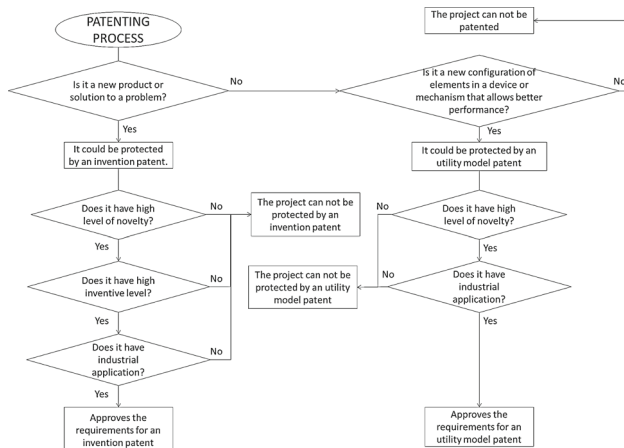 PATENTING
PROCESS
The project can not be
patented
Is it a new product or
solution to a problem?
No
Is it a new configuration of
elements in a device or
mechanism that allows better
performance?
No
Yes
Yes
It could be protected
by an invention patent.
It could be protected by an
utility model patent
Does it have high
level of novelty?
No
The project can not be
protected by an
invention patent
No
Does it have high
level of novelty?
Yes
Yes
Does it have high
inventive level?
No
The project can not be
protected by an utility
model patent
No
Does it have
industrial
application?
Yes
Yes
Does it have
industrial
application?
No
Yes
Approves the
requirements for an
invention patent
Approves the
requirements for an
utility model patent